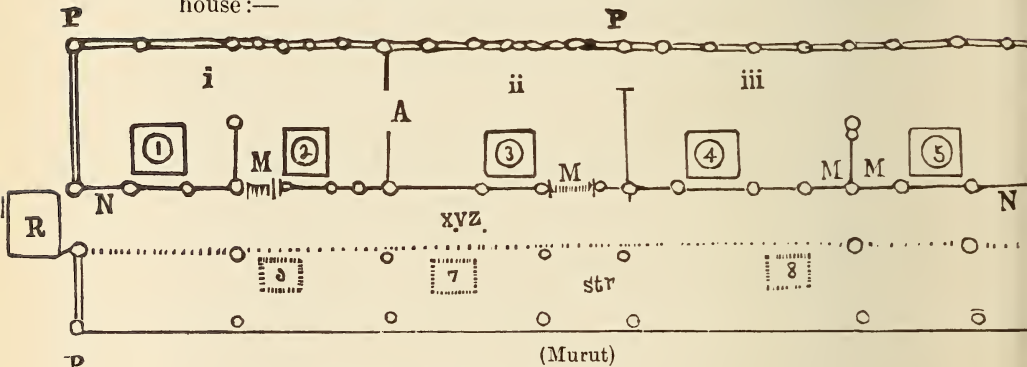 house :—
P P
i ii iii
A
1 M 2 3 M 4 M M 5
N N
R
xyz.
7 str 8
P
(Murut)